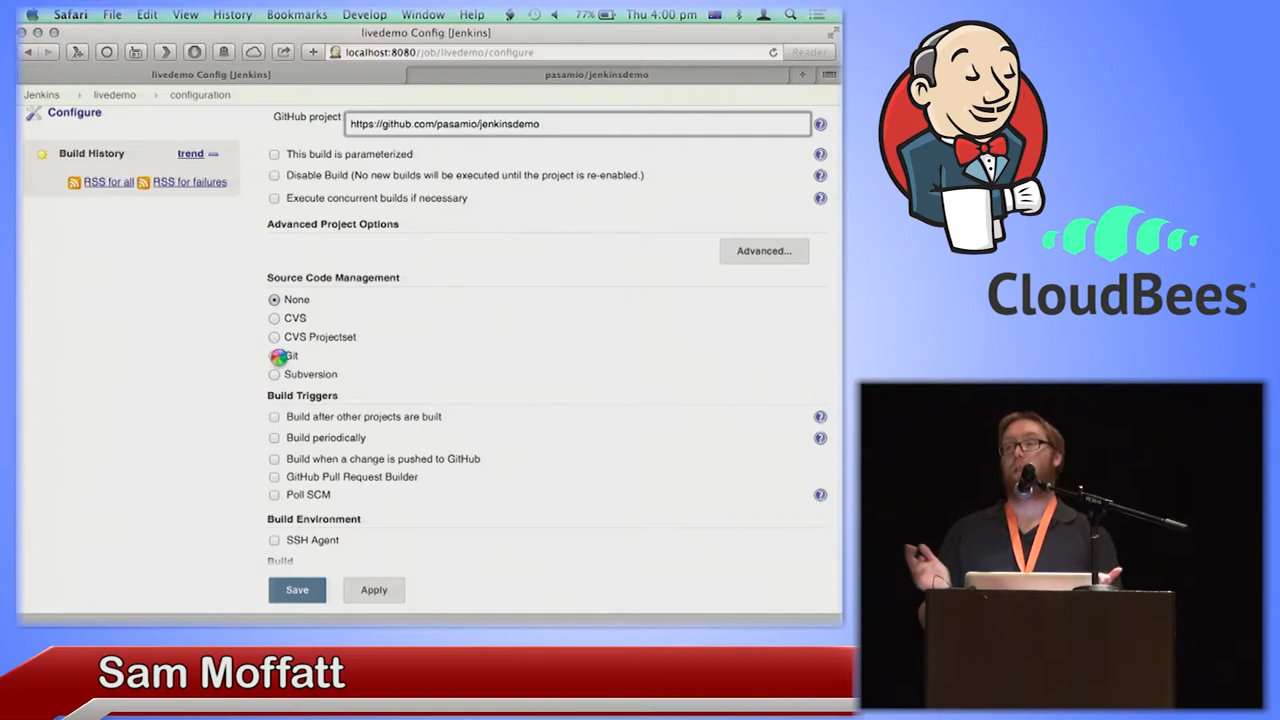 Safari File Edit View History Bookmarks Develop Window Help 77% Thu 4:00 pm
livedemo Config [Jenkins]
localhost:8080/job/livedemo/configure
Reader
livedemo Config [Jenkins]
pasamio/jenkinsdemo
Jenkins
livedemo
configuration
Configure
Build History
trend
RSS for all
RSS for failures
GitHub project
https://github.com/pasamio/jenkinsdemo
This build is parameterized
Disable Build (No new builds will be executed until the project is re-enabled.)
Execute concurrent builds if necessary
Advanced Project Options
Advanced...
Source Code Management
None
CVS
CVS Projectset
Git
Subversion
Build Triggers
Build after other projects are built
Build periodically
Build when a change is pushed to GitHub
GitHub Pull Request Builder
Poll SCM
Build Environment
SSH Agent
Build
Save
Apply
CloudBees
Sam Moffatt